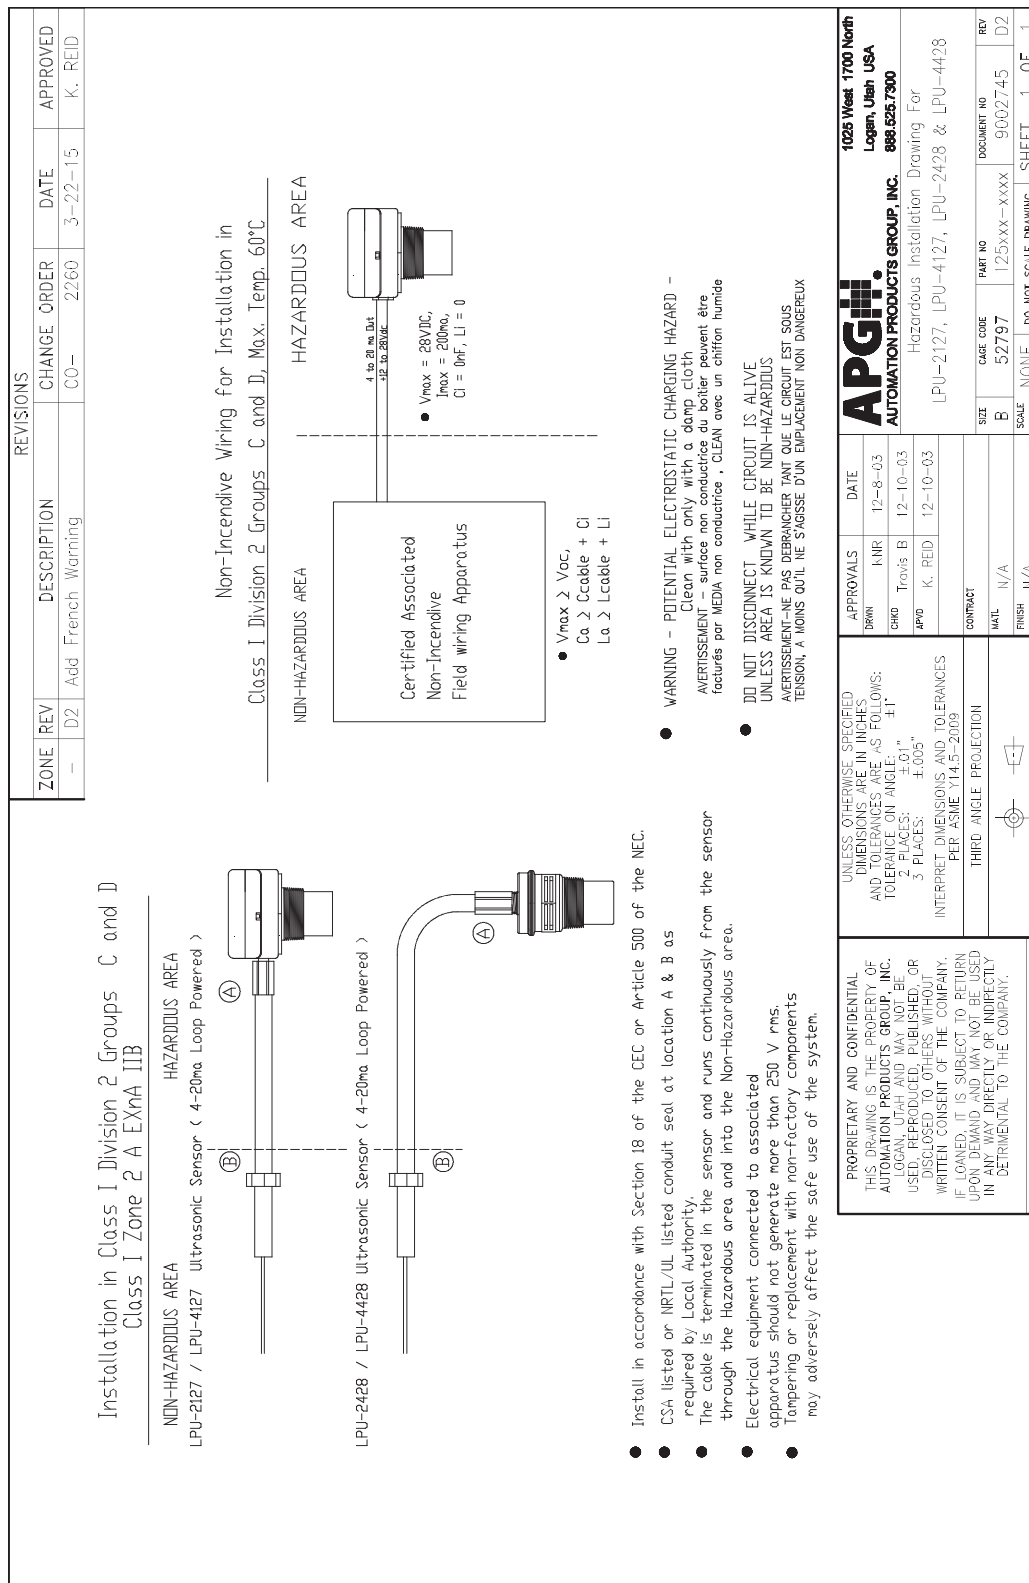 REVISIONS
ZONE REV DESCRIPTION CHANGE ORDER DATE APPROVED
– D2 Add French Warning CO– 2260 3–22–15 K. REID
Installation in Class I Division 2 Groups C and D
Class I Zone 2 A EXnA IIB
NON-HAZARDOUS AREA HAZARDOUS AREA
LPU-2127 / LPU-4127 Ultrasonic Sensor ( 4-20ma Loop Powered )
B A
LPU-2428 / LPU-4428 Ultrasonic Sensor ( 4-20ma Loop Powered )
B A
● Install in accordance with Section 18 of the CEC or Article 500 of the NEC.
● CSA listed or NRTL/UL listed conduit seal at location A & B as
required by Local Authority.
● The cable is terminated in the sensor and runs continuously from the sensor
through the Hazardous area and into the Non-Hazardous area.
● Electrical equipment connected to associated
apparatus should not generate more than 250 V rms.
● Tampering or replacement with non-factory components
may adversely affect the safe use of the system.
Non-Incendive Wiring for Installation in
Class I Division 2 Groups C and D, Max. Temp. 60°C
NON-HAZARDOUS AREA HAZARDOUS AREA
4 to 20 ma Out
+12 to 28Vdc
Certified Associated
Non-Incendive
Field wiring Apparatus
● Vmax = 28VDC,
Imax = 200ma,
Ci = 0nF, Li = 0
● Vmax ≥ Voc,
Ca ≥ Ccable + Ci
La ≥ Lcable + Li
● WARNING - POTENTIAL ELECTROSTATIC CHARGING HAZARD -
Clean with only with a damp cloth
AVERTISSEMENT – surface non conductrice du boîtier peuvent être
facturés par MEDIA non conductrice , CLEAN avec un chiffon humide
● DO NOT DISCONNECT WHILE CIRCUIT IS ALIVE
UNLESS AREA IS KNOWN TO BE NON-HAZARDOUS
AVERTISSEMENT–NE PAS DEBRANCHER TANT QUE LE CIRCUIT EST SOUS
TENSION, A MOINS QU'IL NE S'AGISSE D'UN EMPLACEMENT NON DANGEREUX
PROPRIETARY AND CONFIDENTIAL
THIS DRAWING IS THE PROPERTY OF
AUTOMATION PRODUCTS GROUP, INC.
LOGAN, UTAH AND MAY NOT BE
USED, REPRODUCED, PUBLISHED, OR
DISCLOSED TO OTHERS WITHOUT
WRITTEN CONSENT OF THE COMPANY.
IF LOANED, IT IS SUBJECT TO RETURN
UPON DEMAND AND MAY NOT BE USED
IN ANY WAY DIRECTLY OR INDIRECTLY
DETRIMENTAL TO THE COMPANY.
UNLESS OTHERWISE SPECIFIED
DIMENSIONS ARE IN INCHES
AND TOLERANCES ARE AS FOLLOWS:
TOLERANCE ON ANGLE: ±1°
2 PLACES: ±.01"
3 PLACES: ±.005"
INTERPRET DIMENSIONS AND TOLERANCES
PER ASME Y14.5–2009
THIRD ANGLE PROJECTION
APPROVALS DATE
DRWN KNR 12–8–03
CHKD Travis B 12–10–03
APVD K. REID 12–10–03
CONTRACT
MATL N/A
FINISH N/A
APG
AUTOMATION PRODUCTS GROUP, INC.
1025 West 1700 North
Logan, Utah USA
888.525.7300
Hazardous Installation Drawing For
LPU–2127, LPU–4127, LPU–2428 & LPU–4428
SIZE CAGE CODE PART NO DOCUMENT NO REV
B 52797 125xxx–xxxx 9002745 D2
SCALE NONE DO NOT SCALE DRAWING SHEET 1 OF 1